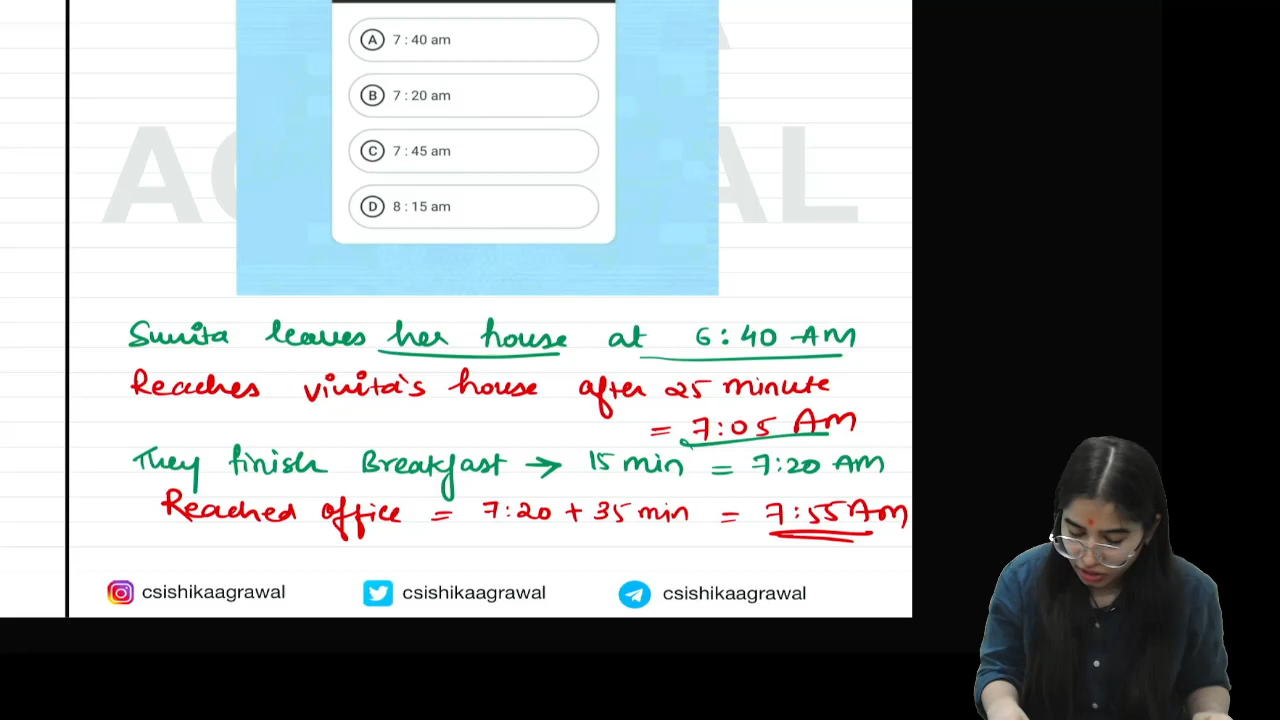 A 7 : 40 am
B 7 : 20 am
C 7 : 45 am
D 8 : 15 am
Sunita leaves her house at 6:40 AM
Reaches vinita's house after 25 minute
= 7:05 AM
They finish Breakfast → 15 min = 7:20 AM
Reached office = 7:20 + 35 min = 7:55 AM
csishikaagrawal csishikaagrawal csishikaagrawal